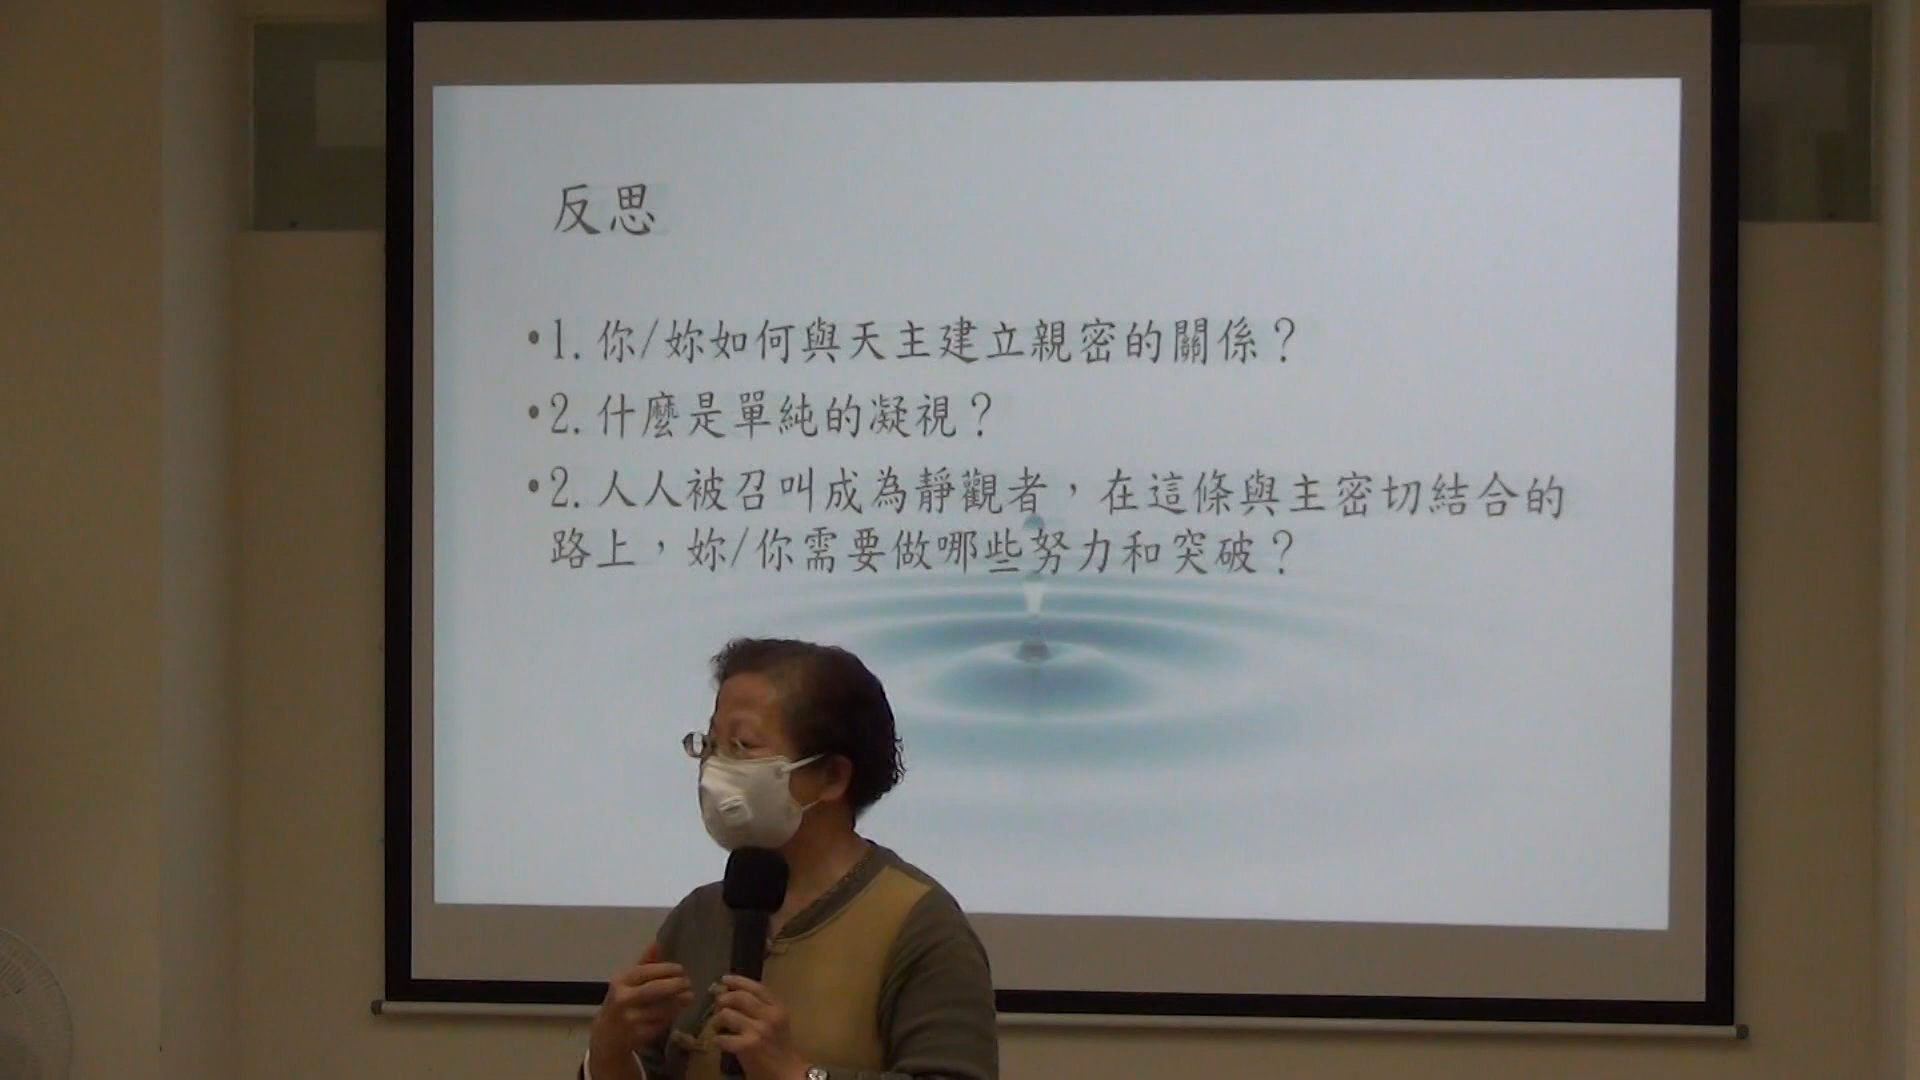 反思
•1. 你/妳如何與天主建立親密的關係？
•2. 什麼是單純的凝視？
•2. 人人被召叫成為靜觀者，在這條與主密切結合的
路上，妳/你需要做哪些努力和突破？